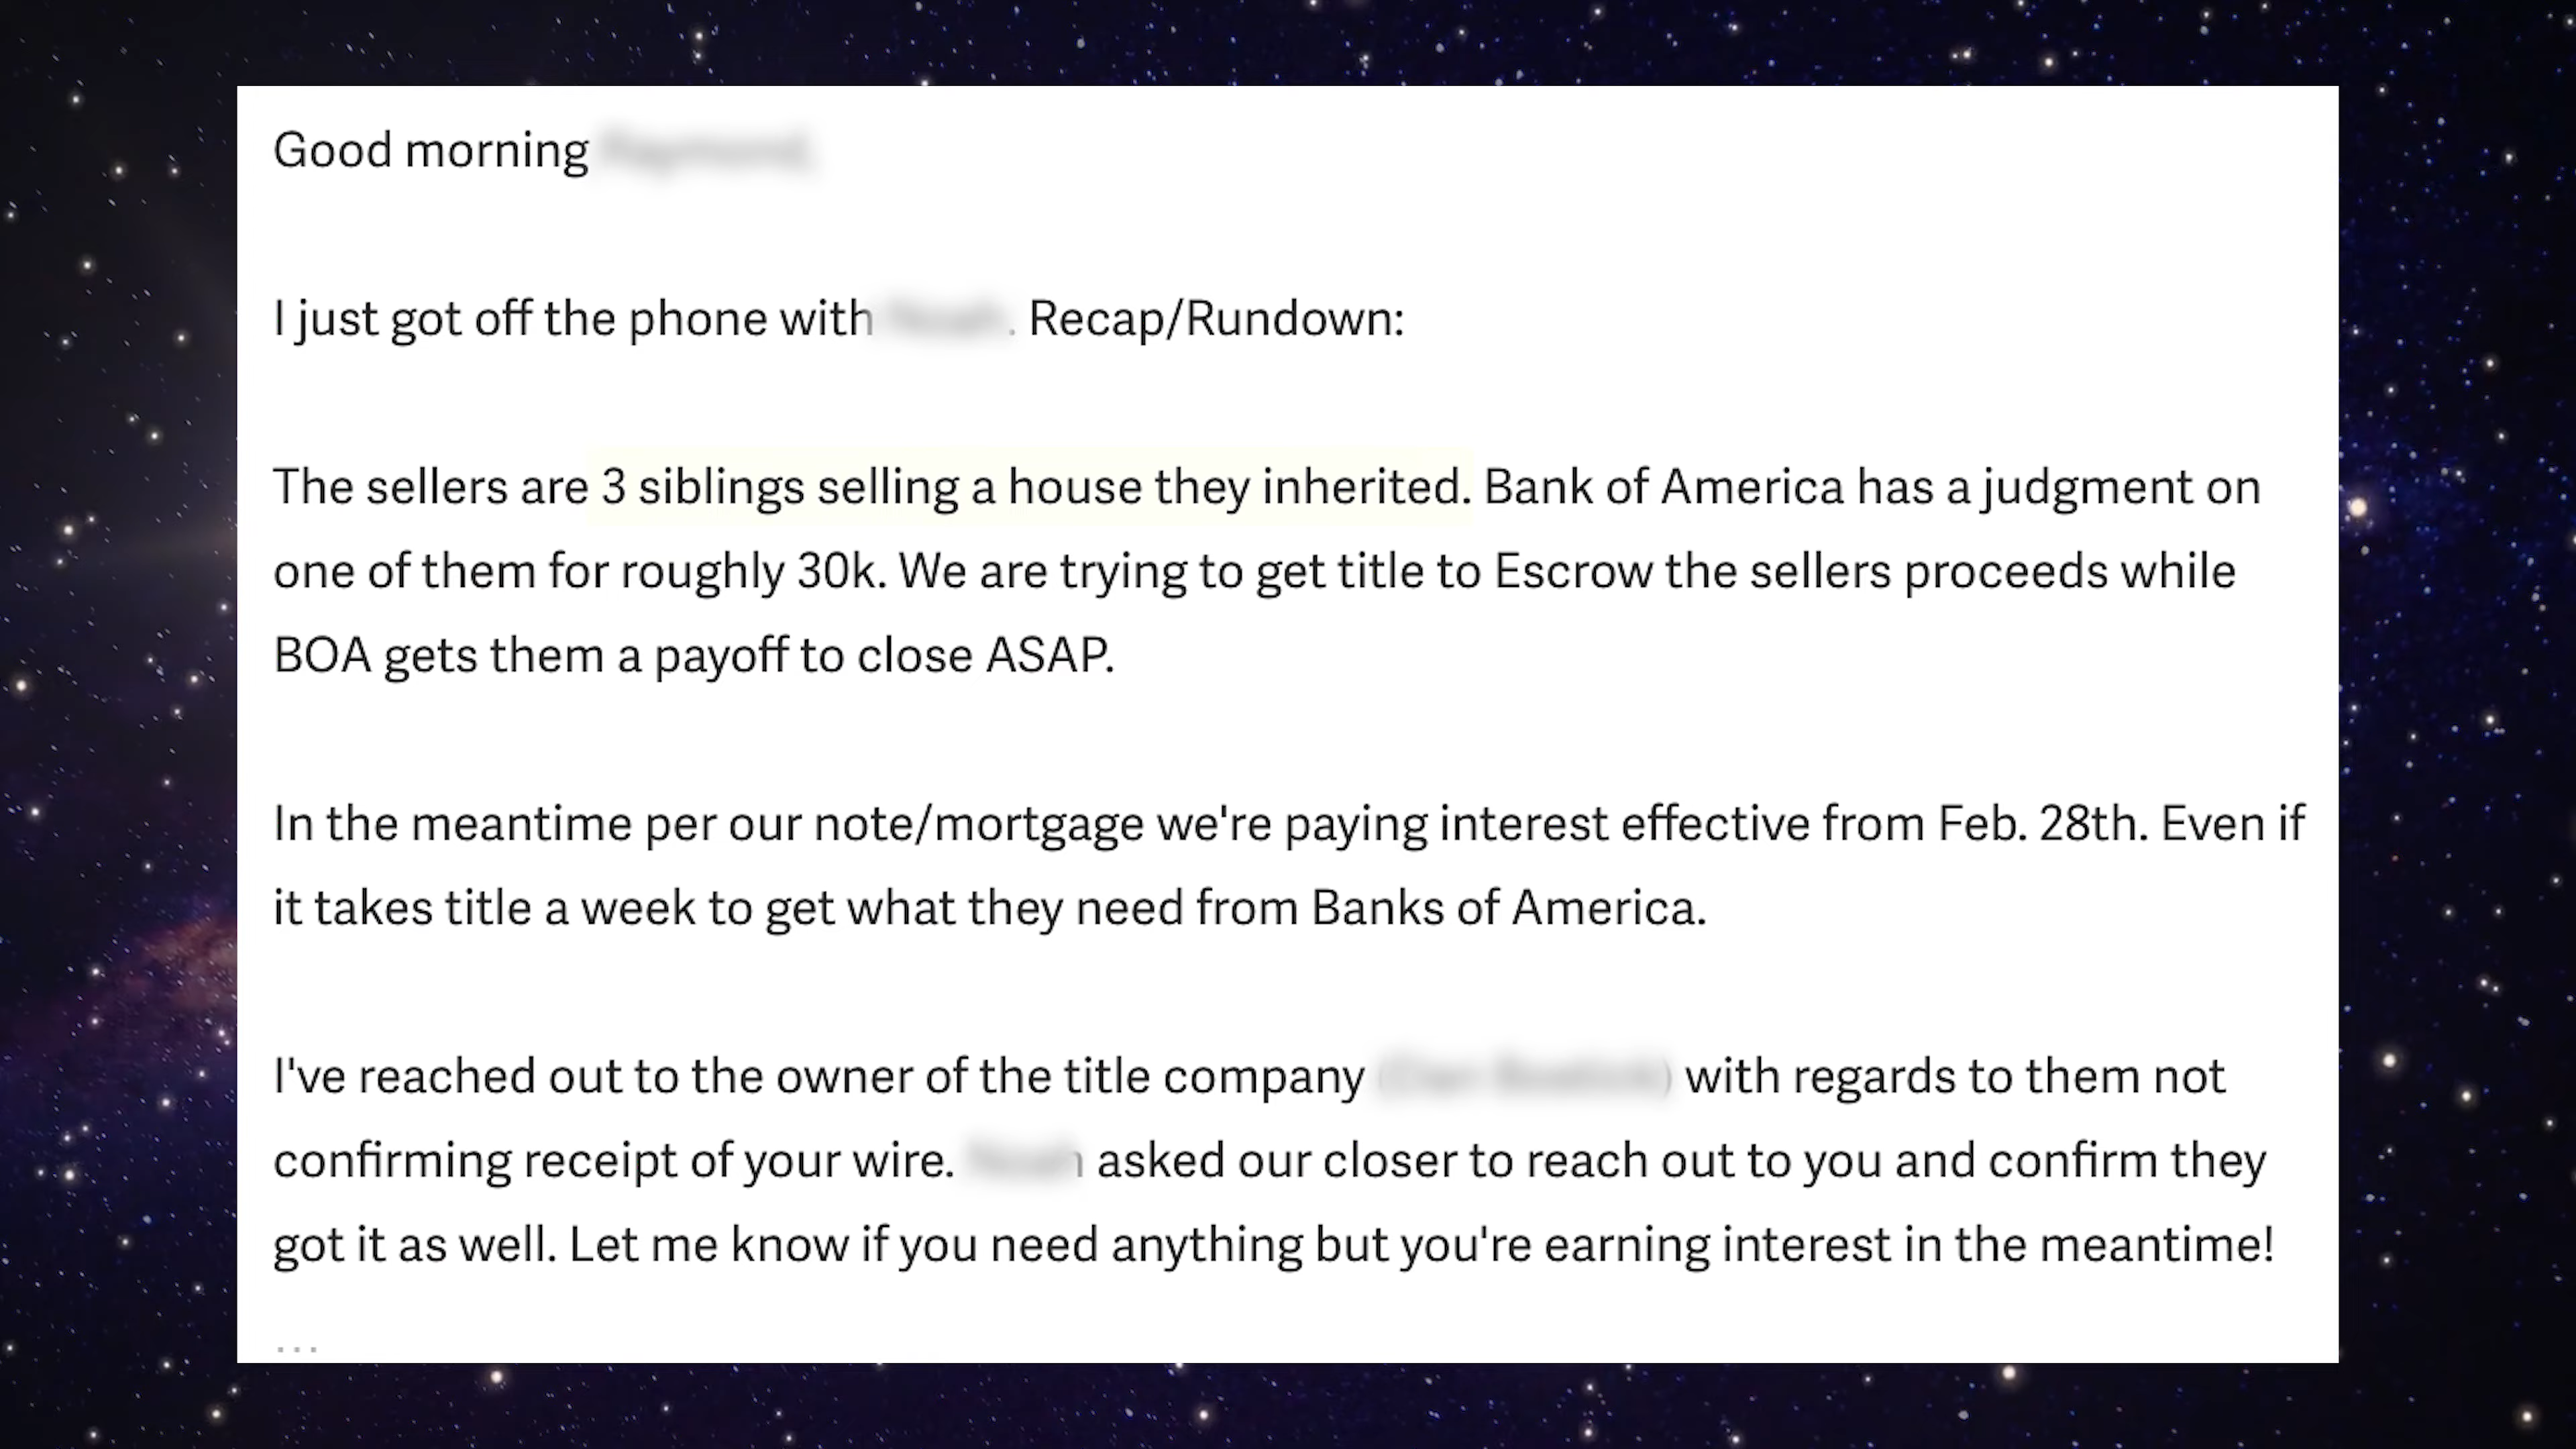 Good morning
I just got off the phone with . Recap/Rundown:
The sellers are 3 siblings selling a house they inherited. Bank of America has a judgment on
one of them for roughly 30k. We are trying to get title to Escrow the sellers proceeds while
BOA gets them a payoff to close ASAP.
In the meantime per our note/mortgage we're paying interest effective from Feb. 28th. Even if
it takes title a week to get what they need from Banks of America.
I've reached out to the owner of the title company with regards to them not
confirming receipt of your wire. asked our closer to reach out to you and confirm they
got it as well. Let me know if you need anything but you're earning interest in the meantime!
...